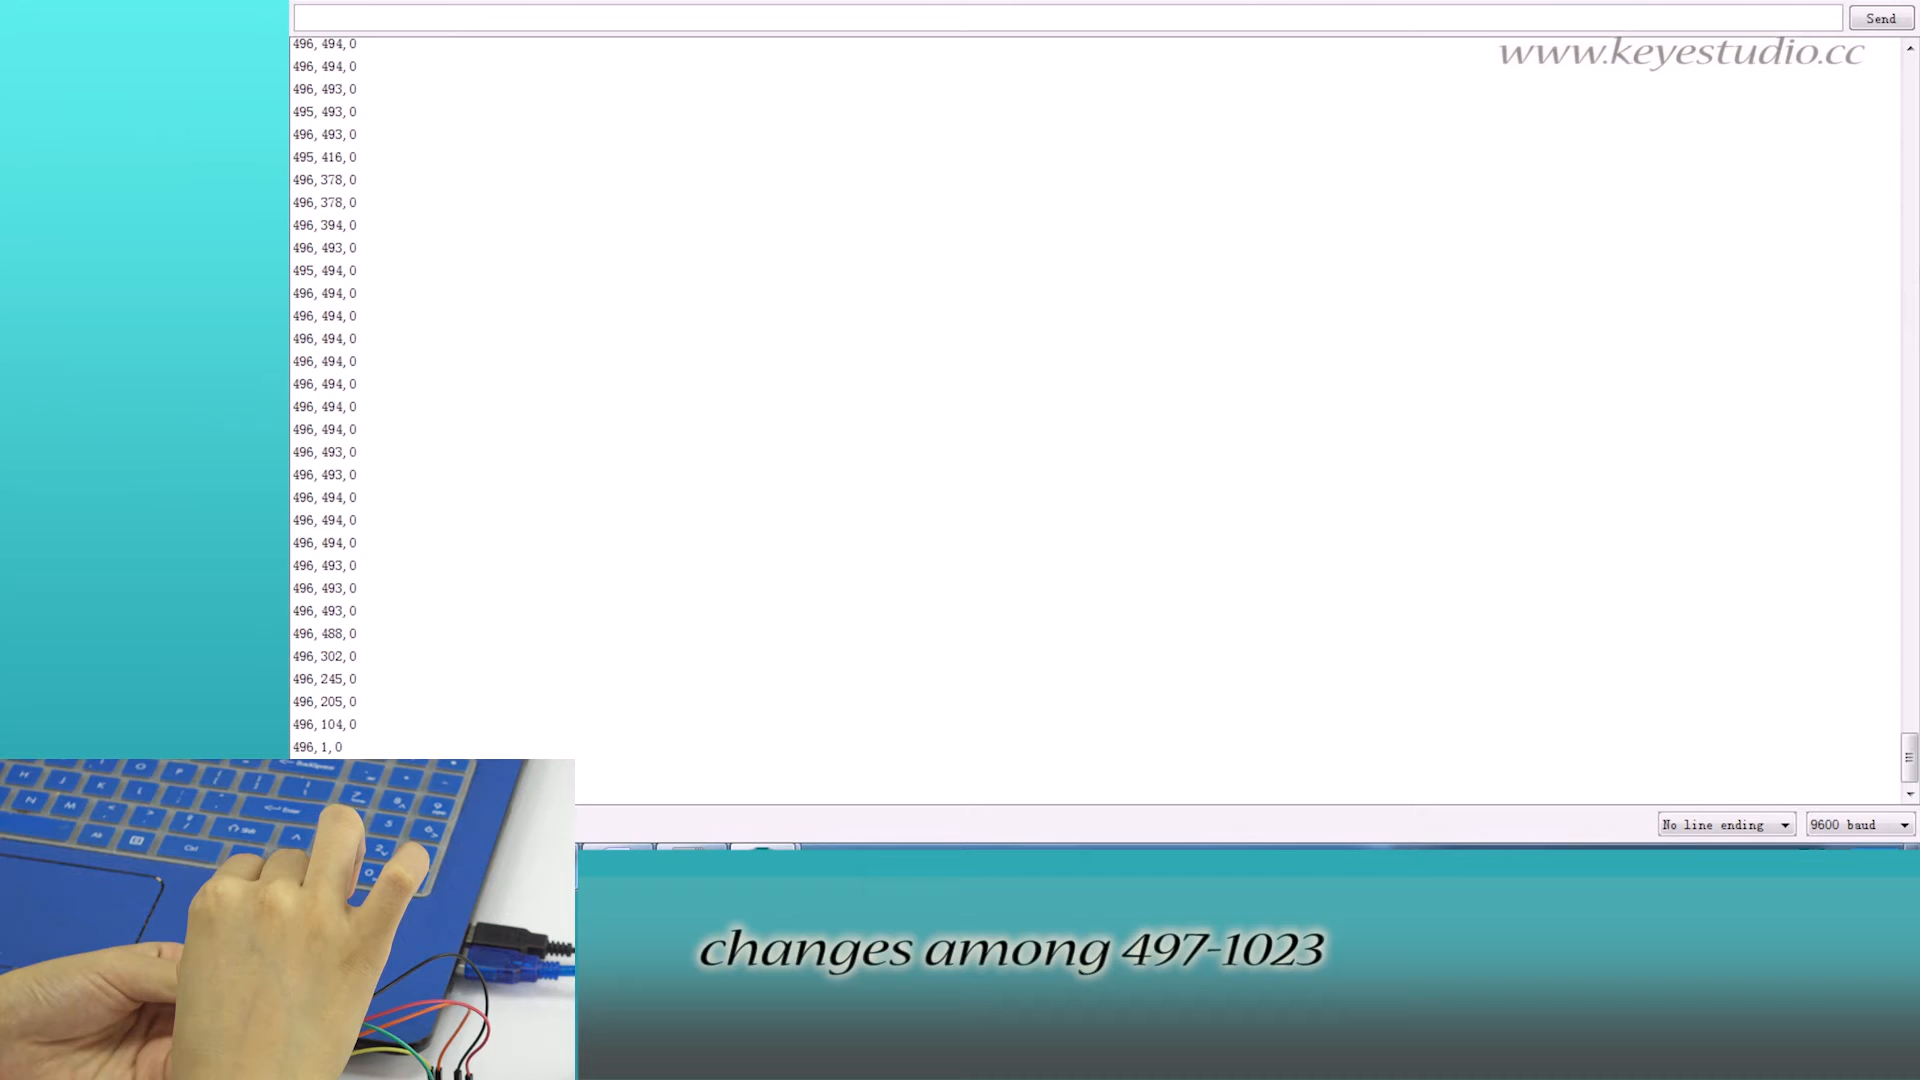 Send
www.keyestudio.cc
496, 494, 0
496, 494, 0
496, 493, 0
495, 493, 0
496, 493, 0
495, 416, 0
496, 378, 0
496, 378, 0
496, 394, 0
496, 493, 0
495, 494, 0
496, 494, 0
496, 494, 0
496, 494, 0
496, 494, 0
496, 494, 0
496, 494, 0
496, 494, 0
496, 493, 0
496, 493, 0
496, 494, 0
496, 494, 0
496, 494, 0
496, 493, 0
496, 493, 0
496, 493, 0
496, 488, 0
496, 302, 0
496, 245, 0
496, 205, 0
496, 104, 0
496, 1, 0
No line ending
9600 baud
changes among 497-1023